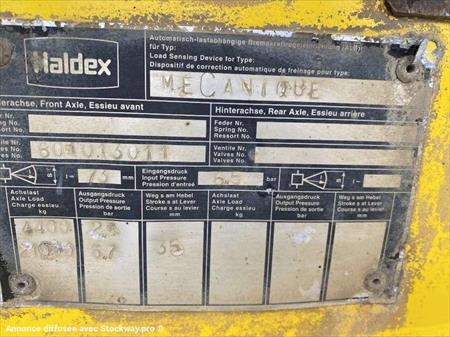 Haldex
Automatisch-lastabhängige Bremskraftregeleinrichtung (ALB)
für Typ:
Load Sensing Device for Type:
Dispositif de correction automatique de freinage pour type:
MECANIQUE
Vorderachse, Front Axle, Essieu avant Hinterachse, Rear Axle, Essieu arrière
Feder No.
Spring No.
Ressort No.
Ventile No.
Valves No.
Valves No.
Eingangsdruck
Input Pressure
Pression d'entrée
bar
mm
Achslast Ausgangsdruck Weg s am Hebel Achslast Ausgangsdruck Weg s am Hebel
Axle Load Output Pressure Stroke s at Lever Axle Load Output Pressure Stroke s at Lever
Charge essieu Pression de sortie Course s au levier Charge essieu Pression de sortie Course s au levier
kg bar mm kg bar mm
4400
35
Annonce diffusée avec Stockway.pro ®